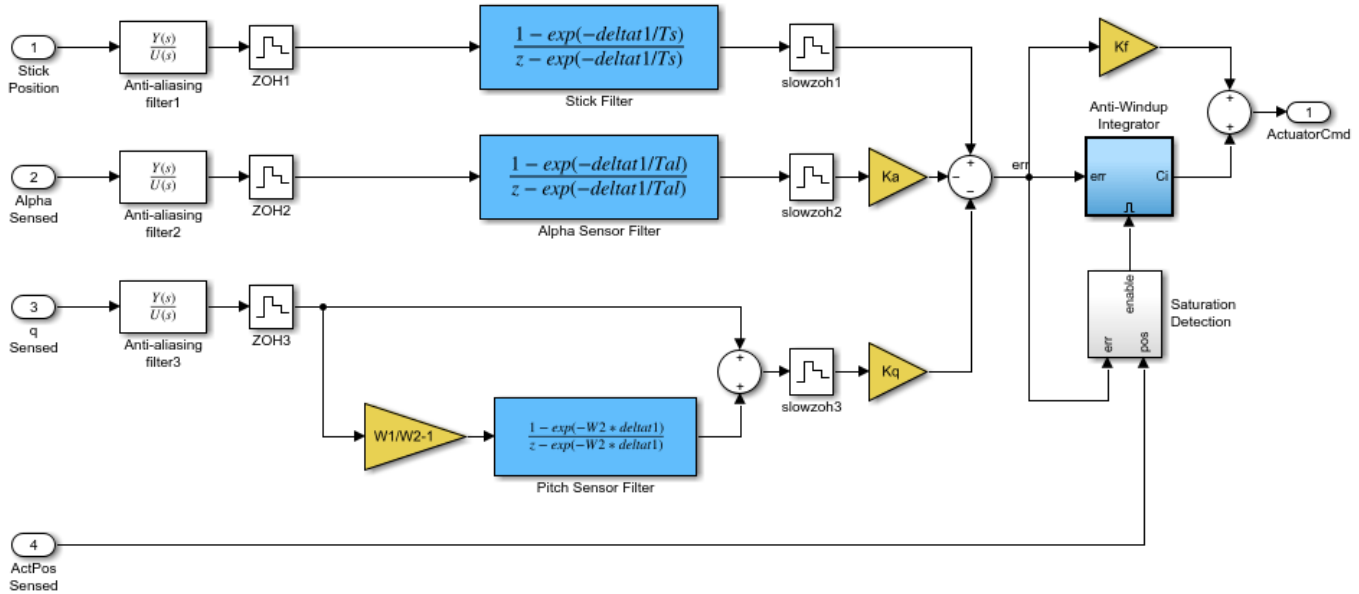 1
Stick
Position
Y(s)
U(s)
Anti-aliasing
filter1
ZOH1
1 − exp(−deltat1/Ts)
z − exp(−deltat1/Ts)
Stick Filter
slowzoh1
2
Alpha
Sensed
Y(s)
U(s)
Anti-aliasing
filter2
ZOH2
1 − exp(−deltat1/Tal)
z − exp(−deltat1/Tal)
Alpha Sensor Filter
slowzoh2
Ka
+
−
−
err
Kf
Anti-Windup
Integrator
err
Ci
+
+
1
ActuatorCmd
3
q
Sensed
Y(s)
U(s)
Anti-aliasing
filter3
ZOH3
W1/W2-1
1 − exp(−W2 * deltat1)
z − exp(−W2 * deltat1)
Pitch Sensor Filter
+
+
slowzoh3
Kq
enable
err
pos
Saturation
Detection
4
ActPos
Sensed